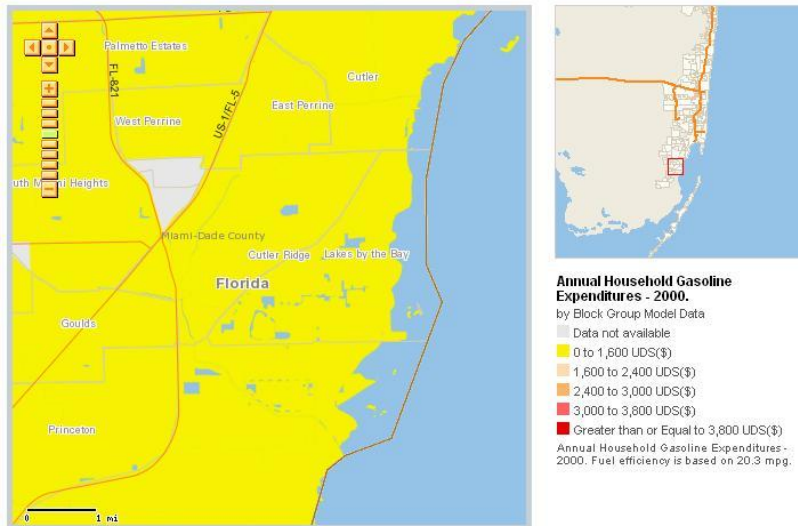 Palmetto Estates
FL-821
US-1/FL-5
Cutler
East Perrine
West Perrine
uth Miami Heights
Miami-Dade County
Cutler Ridge
Lakes by the Bay
Florida
Goulds
Princeton
0 1 mi
Annual Household Gasoline
Expenditures - 2000.
by Block Group Model Data
Data not available
0 to 1,600 UDS($)
1,600 to 2,400 UDS($)
2,400 to 3,000 UDS($)
3,000 to 3,800 UDS($)
Greater than or Equal to 3,800 UDS($)
Annual Household Gasoline Expenditures -
2000. Fuel efficiency is based on 20.3 mpg.